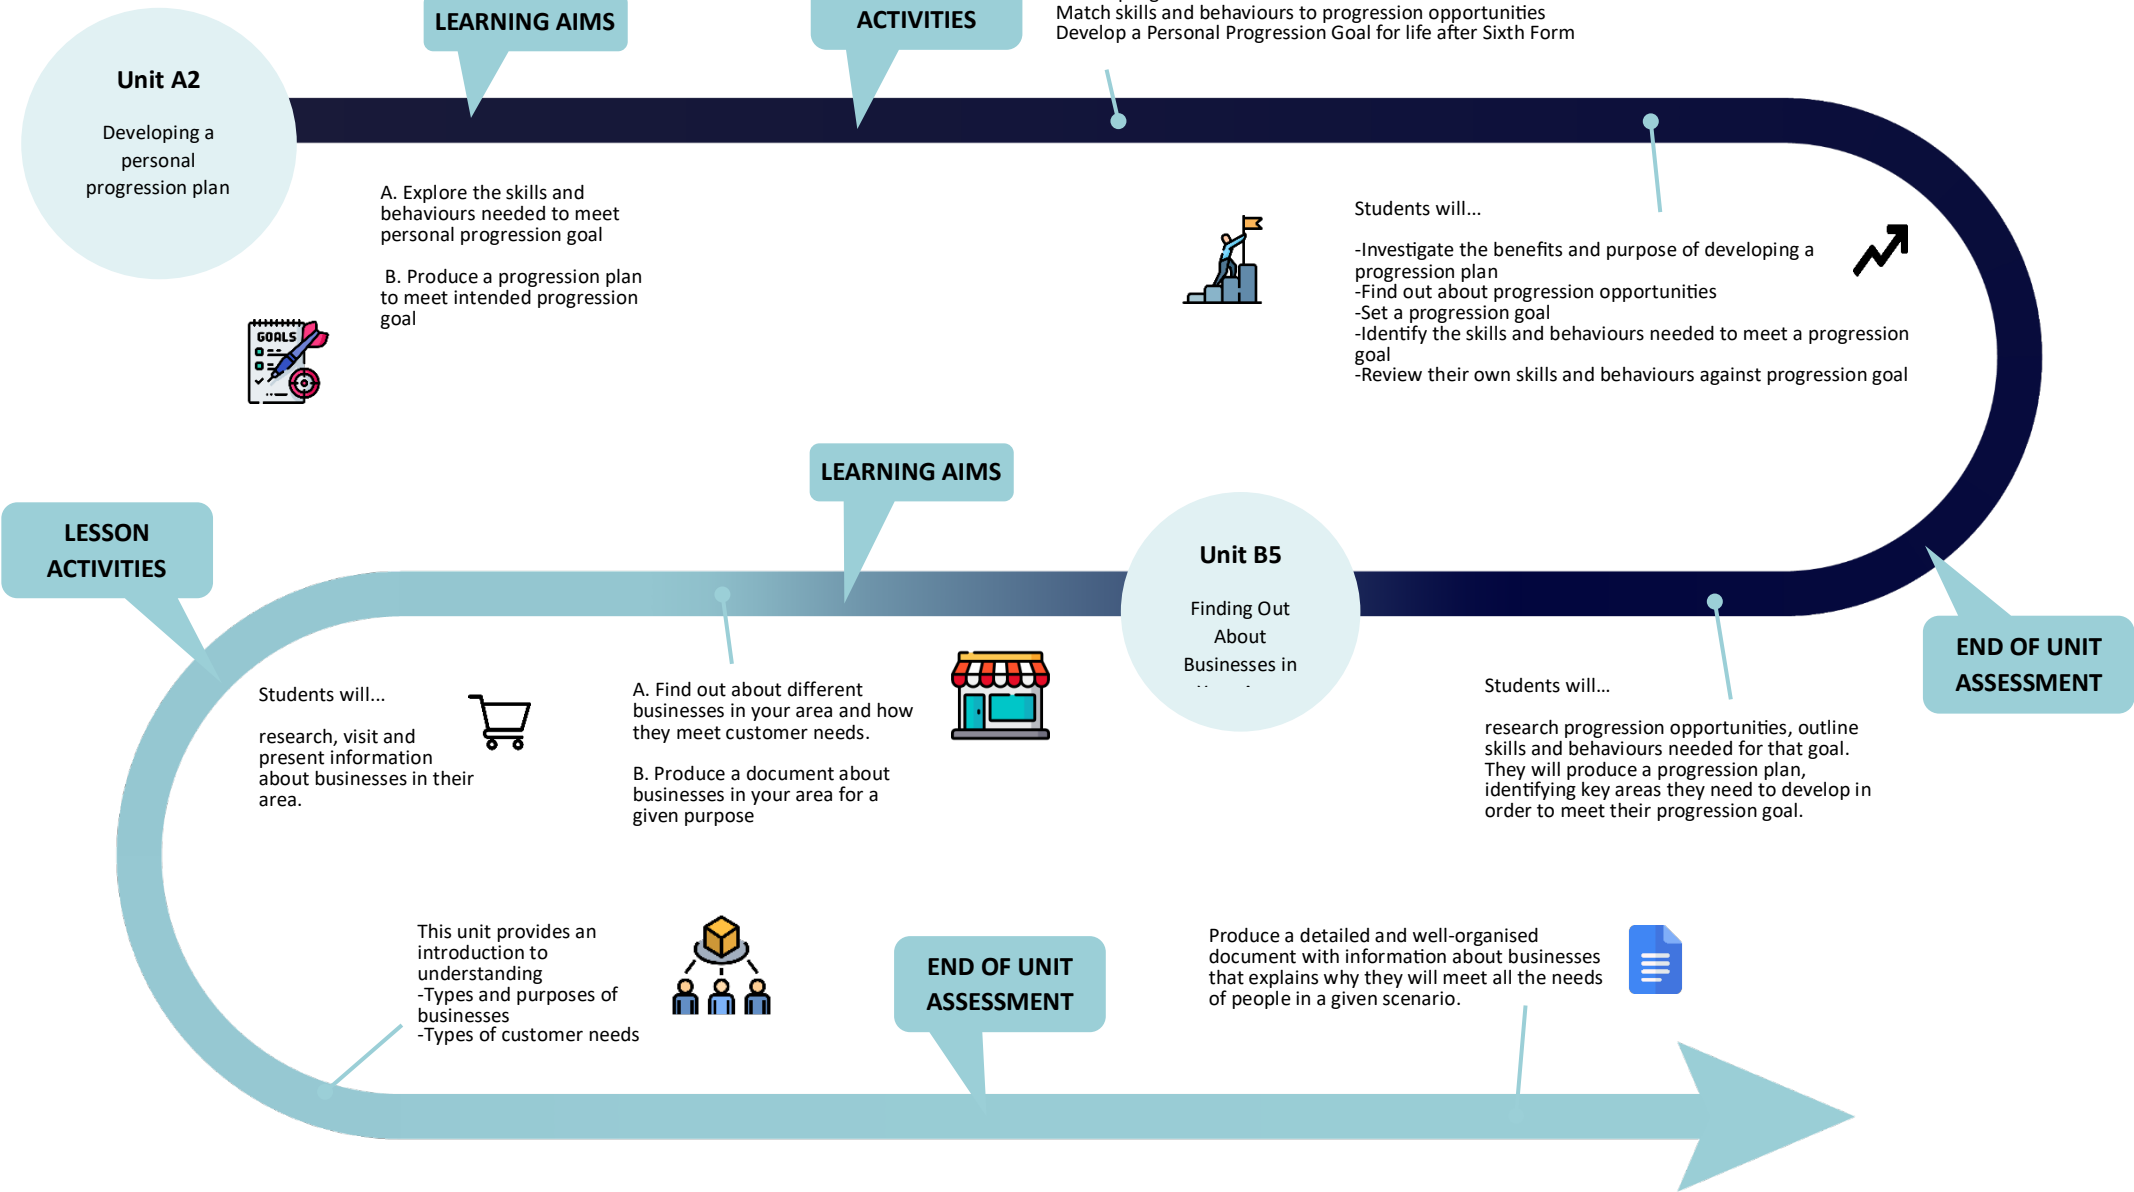 LEARNING AIMS
ACTIVITIES
Match skills and behaviours to progression opportunities
Develop a Personal Progression Goal for life after Sixth Form
Unit A2
Developing a
personal
progression plan
A. Explore the skills and
behaviours needed to meet
personal progression goal
B. Produce a progression plan
to meet intended progression
goal
GOALS
Students will...
-Investigate the benefits and purpose of developing a
progression plan
-Find out about progression opportunities
-Set a progression goal
-Identify the skills and behaviours needed to meet a progression
goal
-Review their own skills and behaviours against progression goal
LEARNING AIMS
LESSON
ACTIVITIES
Unit B5
Finding Out
About
Businesses in
END OF UNIT
ASSESSMENT
Students will...
research progression opportunities, outline
skills and behaviours needed for that goal.
They will produce a progression plan,
identifying key areas they need to develop in
order to meet their progression goal.
A. Find out about different
businesses in your area and how
they meet customer needs.
B. Produce a document about
businesses in your area for a
given purpose
Students will...
research, visit and
present information
about businesses in their
area.
This unit provides an
introduction to
understanding
-Types and purposes of
businesses
-Types of customer needs
END OF UNIT
ASSESSMENT
Produce a detailed and well-organised
document with information about businesses
that explains why they will meet all the needs
of people in a given scenario.